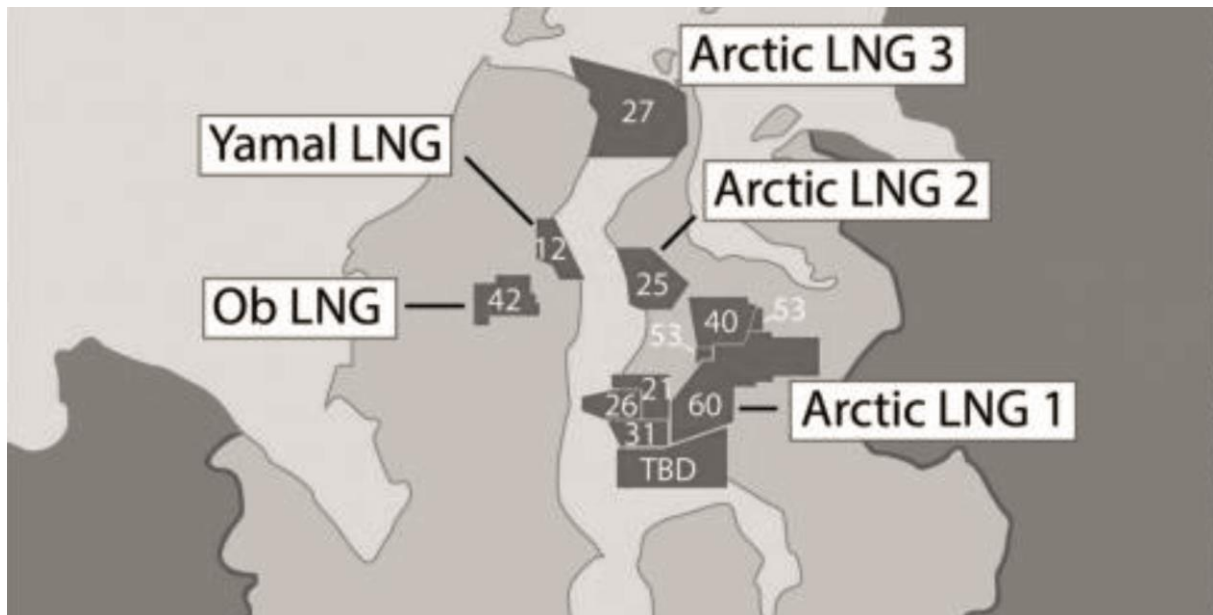 Arctic LNG 3
27
Yamal LNG
Arctic LNG 2
12
25
Ob LNG
42
40
53
53
21
26
60
Arctic LNG 1
31
TBD